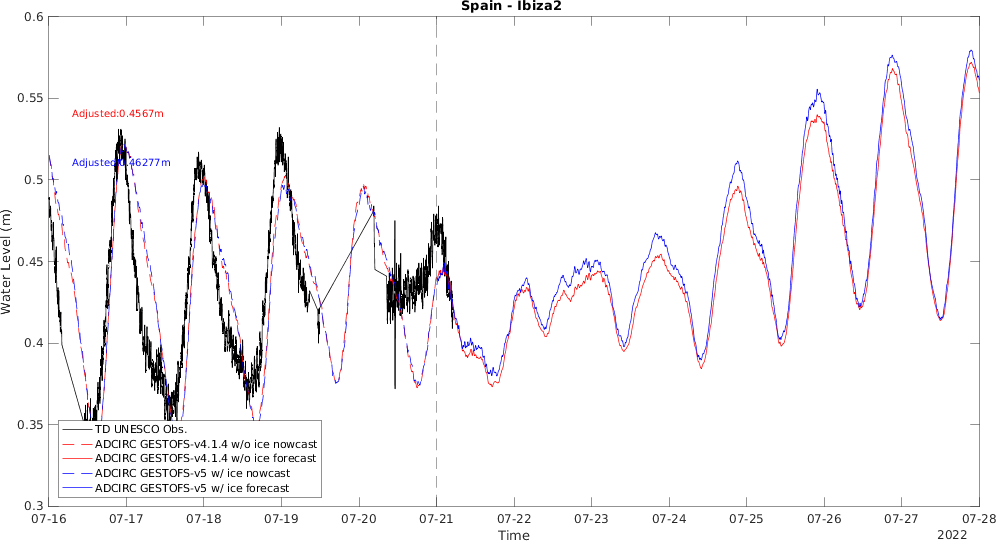 Spain - Ibiza2
0.6
0.55
0.5
0.45
0.4
0.35
0.3
Water Level (m)
Adjusted:0.4567m
Adjusted:0.46277m
TD UNESCO Obs.
ADCIRC GESTOFS-v4.1.4 w/o ice nowcast
ADCIRC GESTOFS-v4.1.4 w/o ice forecast
ADCIRC GESTOFS-v5 w/ ice nowcast
ADCIRC GESTOFS-v5 w/ ice forecast
07-16 07-17 07-18 07-19 07-20 07-21 07-22 07-23 07-24 07-25 07-26 07-27 07-28
Time
2022